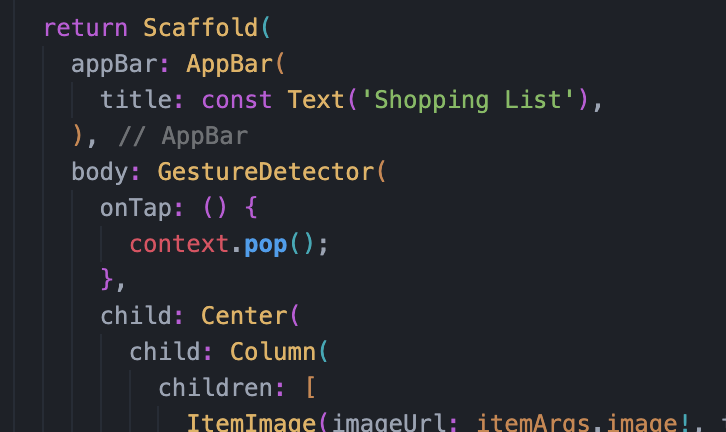 return Scaffold(
appBar: AppBar(
title: const Text('Shopping List'),
), // AppBar
body: GestureDetector(
onTap: () {
context.pop();
},
child: Center(
child: Column(
children: [
ItemImage(imageUrl: itemArgs.image!,